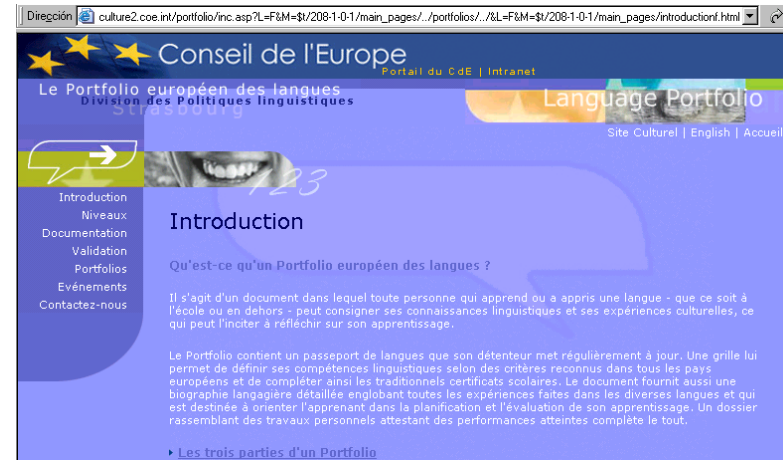 Dirección culture2.coe.int/portfolio/inc.asp?L=F&M=$t/208-1-0-1/main_pages/../portfolios/../&L=F&M=$t/208-1-0-1/main_pages/introductionf.html
Conseil de l'Europe
Portail du CdE | Intranet
Le Portfolio européen des langues
Division des Politiques linguistiques
Strasbourg
Language Portfolio
Site Culturel | English | Accueil
123
Introduction
Niveaux
Documentation
Validation
Portfolios
Evénements
Contactez-nous
Introduction
Qu'est-ce qu'un Portfolio européen des langues ?
Il s'agit d'un document dans lequel toute personne qui apprend ou a appris une langue - que ce soit à
l'école ou en dehors - peut consigner ses connaissances linguistiques et ses expériences culturelles, ce
qui peut l'inciter à réfléchir sur son apprentissage.
Le Portfolio contient un passeport de langues que son détenteur met régulièrement à jour. Une grille lui
permet de définir ses compétences linguistiques selon des critères reconnus dans tous les pays
européens et de compléter ainsi les traditionnels certificats scolaires. Le document fournit aussi une
biographie langagière détaillée englobant toutes les expériences faites dans les diverses langues et qui
est destinée à orienter l'apprenant dans la planification et l'évaluation de son apprentissage. Un dossier
rassemblant des travaux personnels attestant des performances atteintes complète le tout.
Les trois parties d'un Portfolio